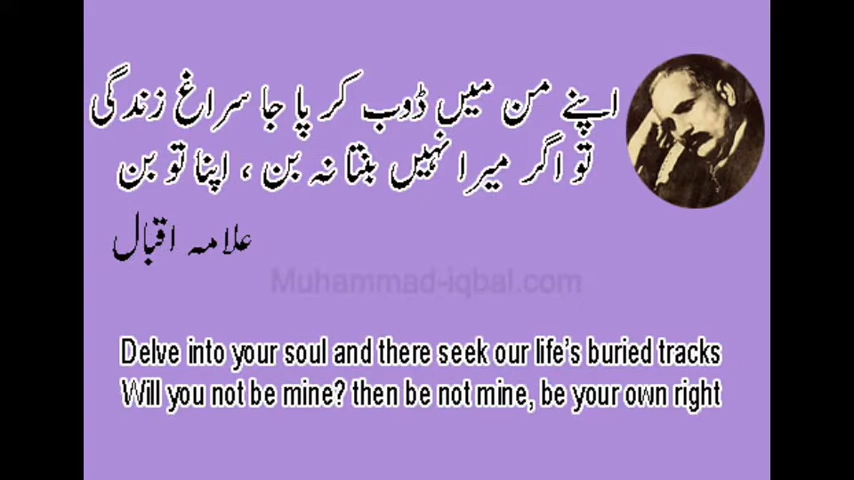 اپنے من میں ڈوب کر پا جا سراغ زندگی
تو اگر میرا نہیں بنتا نہ بن ، اپنا تو بن
علامہ اقبال
Muhammad-iqbal.com
Delve into your soul and there seek our life's buried tracks
Will you not be mine? then be not mine, be your own right